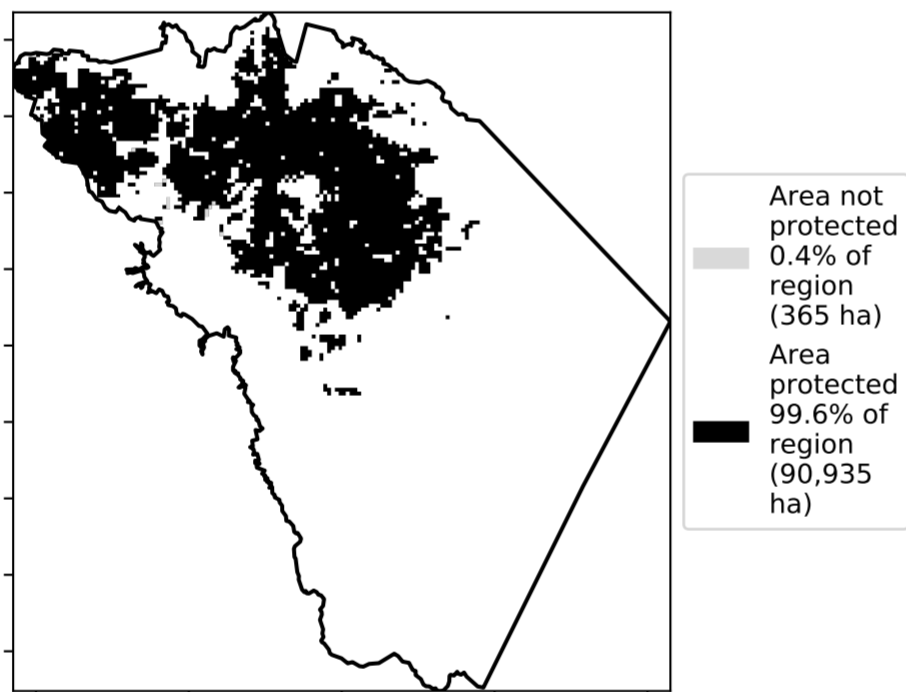 Area not
protected
0.4% of
region
(365 ha)
Area
protected
99.6% of
region
(90,935
ha)